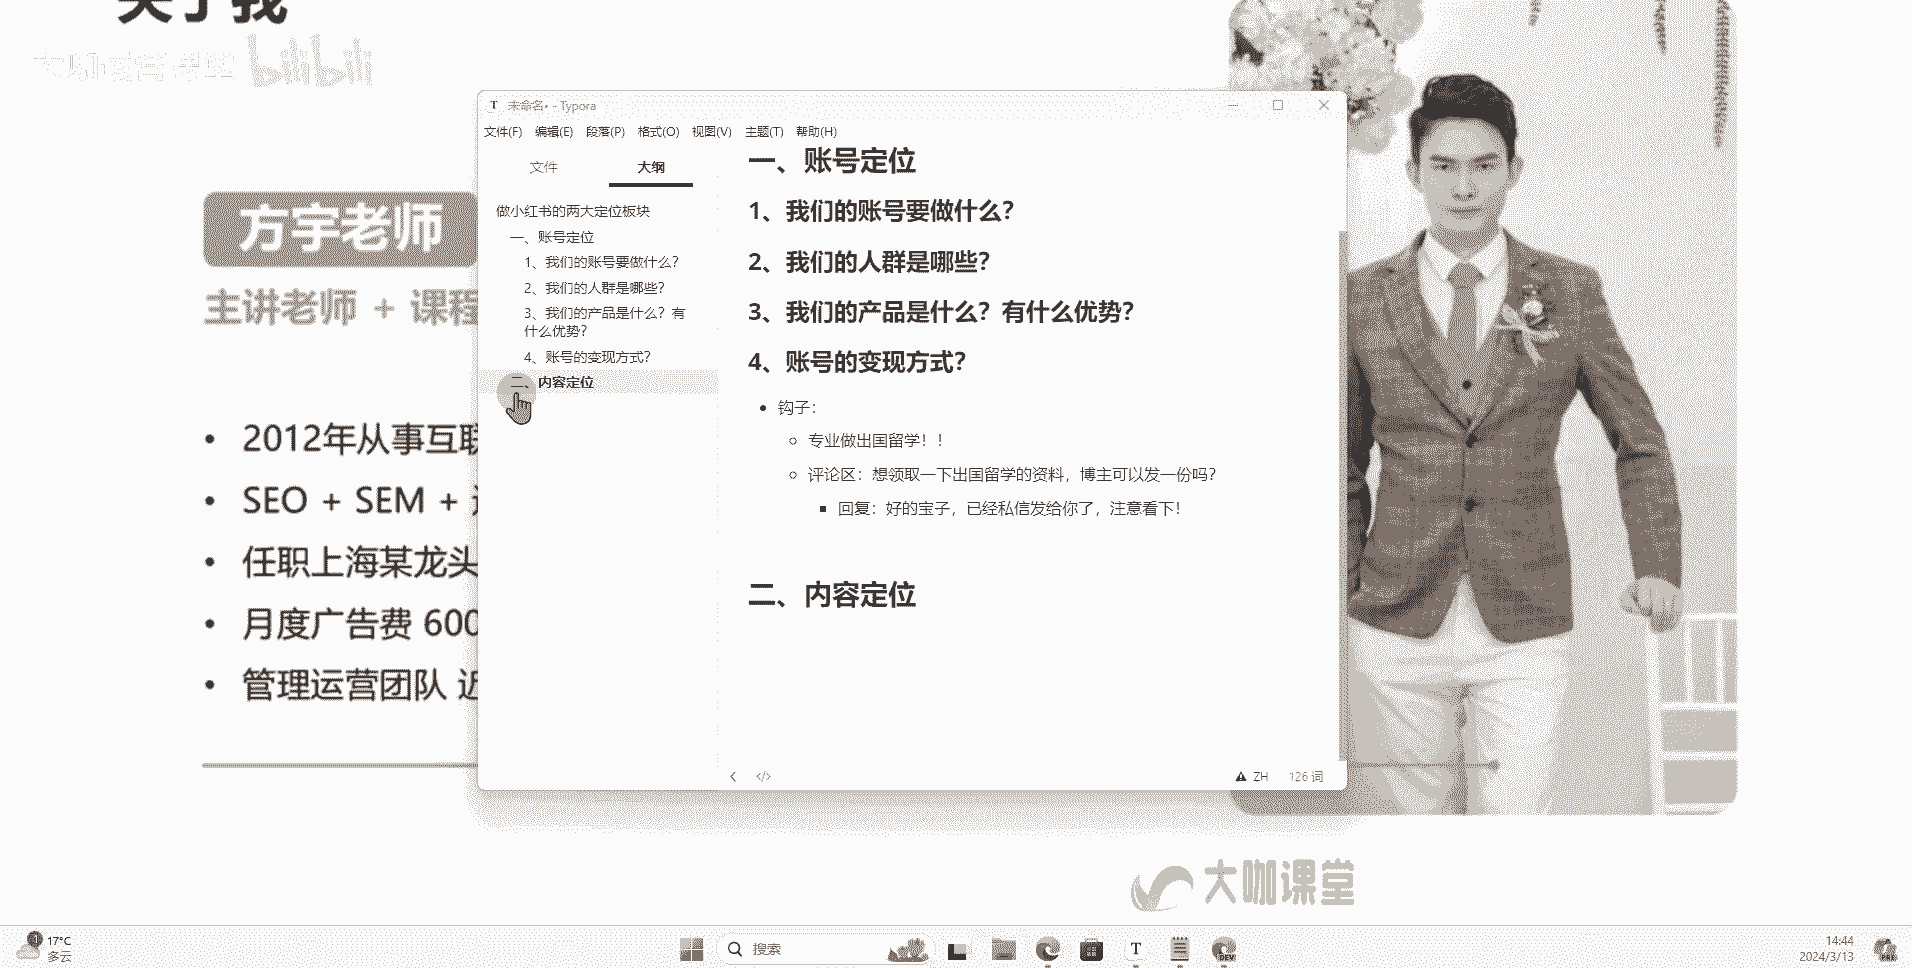 关于我
bilibili
方宇老师
主讲老师 + 课程
2012年从事互联
SEO + SEM +
任职上海某龙头
月度广告费 600
管理运营团队 近
未命名• - Typora
文件(F) 编辑(E) 段落(P) 格式(O) 视图(V) 主题(T) 帮助(H)
文件 大纲
做小红书的两大定位板块
一、账号定位
1、我们的账号要做什么？
2、我们的人群是哪些？
3、我们的产品是什么？有
什么优势？
4、账号的变现方式？
二、内容定位
一、账号定位
1、我们的账号要做什么？
2、我们的人群是哪些？
3、我们的产品是什么？有什么优势？
4、账号的变现方式？
钩子：
专业做出国留学！！
评论区：想领取一下出国留学的资料，博主可以发一份吗？
回复：好的宝子，已经私信发给你了，注意看下！
二、内容定位
ZH 126 词
大咖课堂
1
17°C
多云
搜索
T
DEV
14:44
2024/3/13
PRE